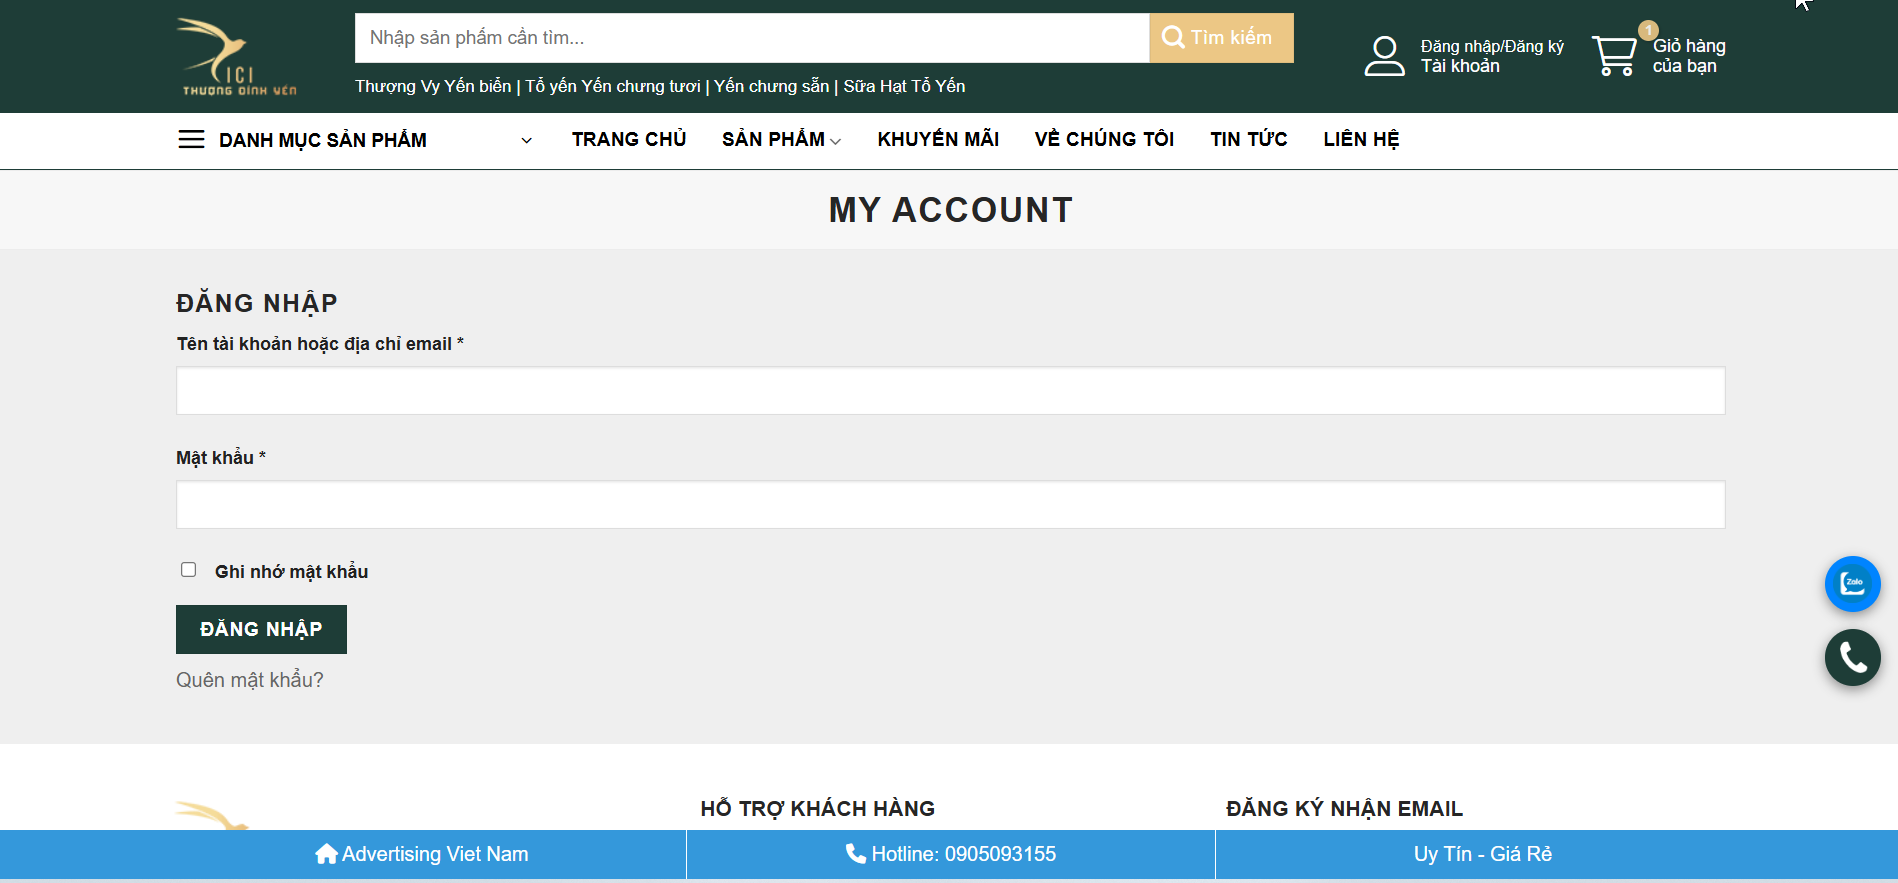 ICI
THƯỢNG ĐỈNH YẾN
Nhập sản phẩm cần tìm...
Tìm kiếm
Thượng Vy Yến biển | Tổ yến Yến chưng tươi | Yến chưng sẵn | Sữa Hạt Tổ Yến
Đăng nhập/Đăng ký
Tài khoản
1
Giỏ hàng
của bạn
DANH MỤC SẢN PHẨM
TRANG CHỦ
SẢN PHẨM
KHUYẾN MÃI
VỀ CHÚNG TÔI
TIN TỨC
LIÊN HỆ
MY ACCOUNT
ĐĂNG NHẬP
Tên tài khoản hoặc địa chỉ email *
Mật khẩu *
Ghi nhớ mật khẩu
ĐĂNG NHẬP
Quên mật khẩu?
Zalo
HỖ TRỢ KHÁCH HÀNG
ĐĂNG KÝ NHẬN EMAIL
Advertising Viet Nam
Hotline: 0905093155
Uy Tín - Giá Rẻ